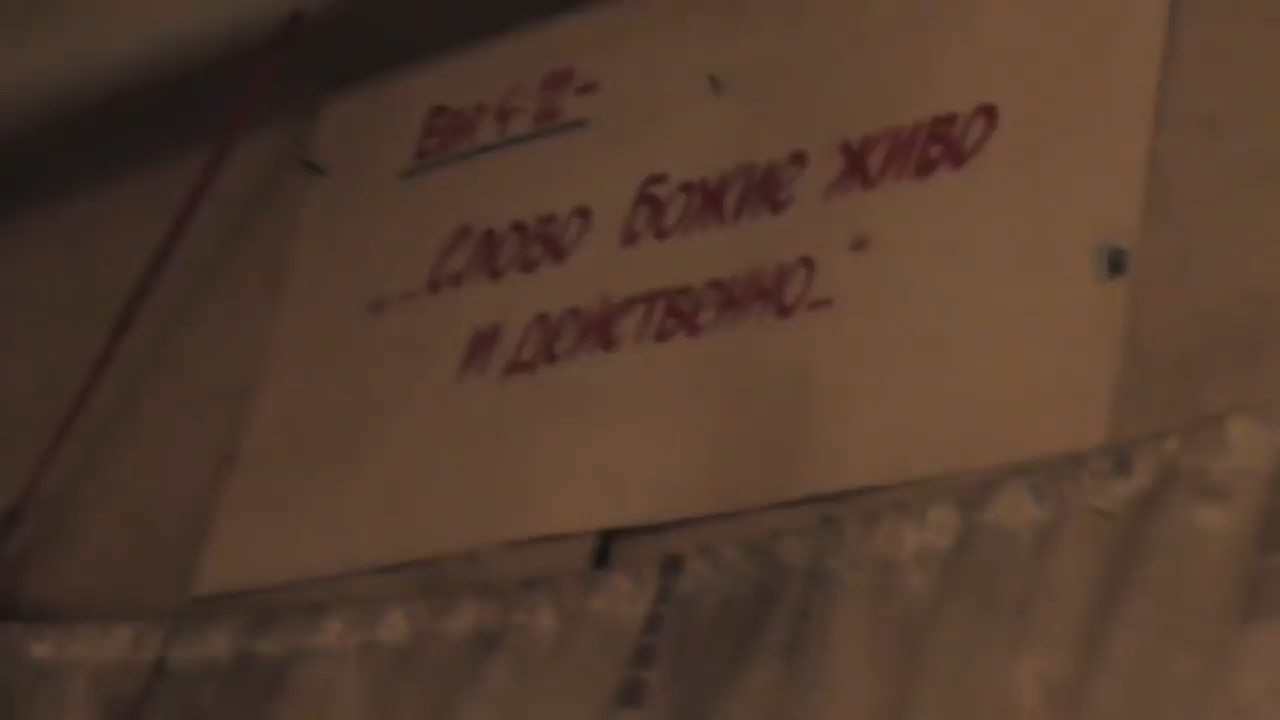 „...Слово Божие живо
и действенно...“